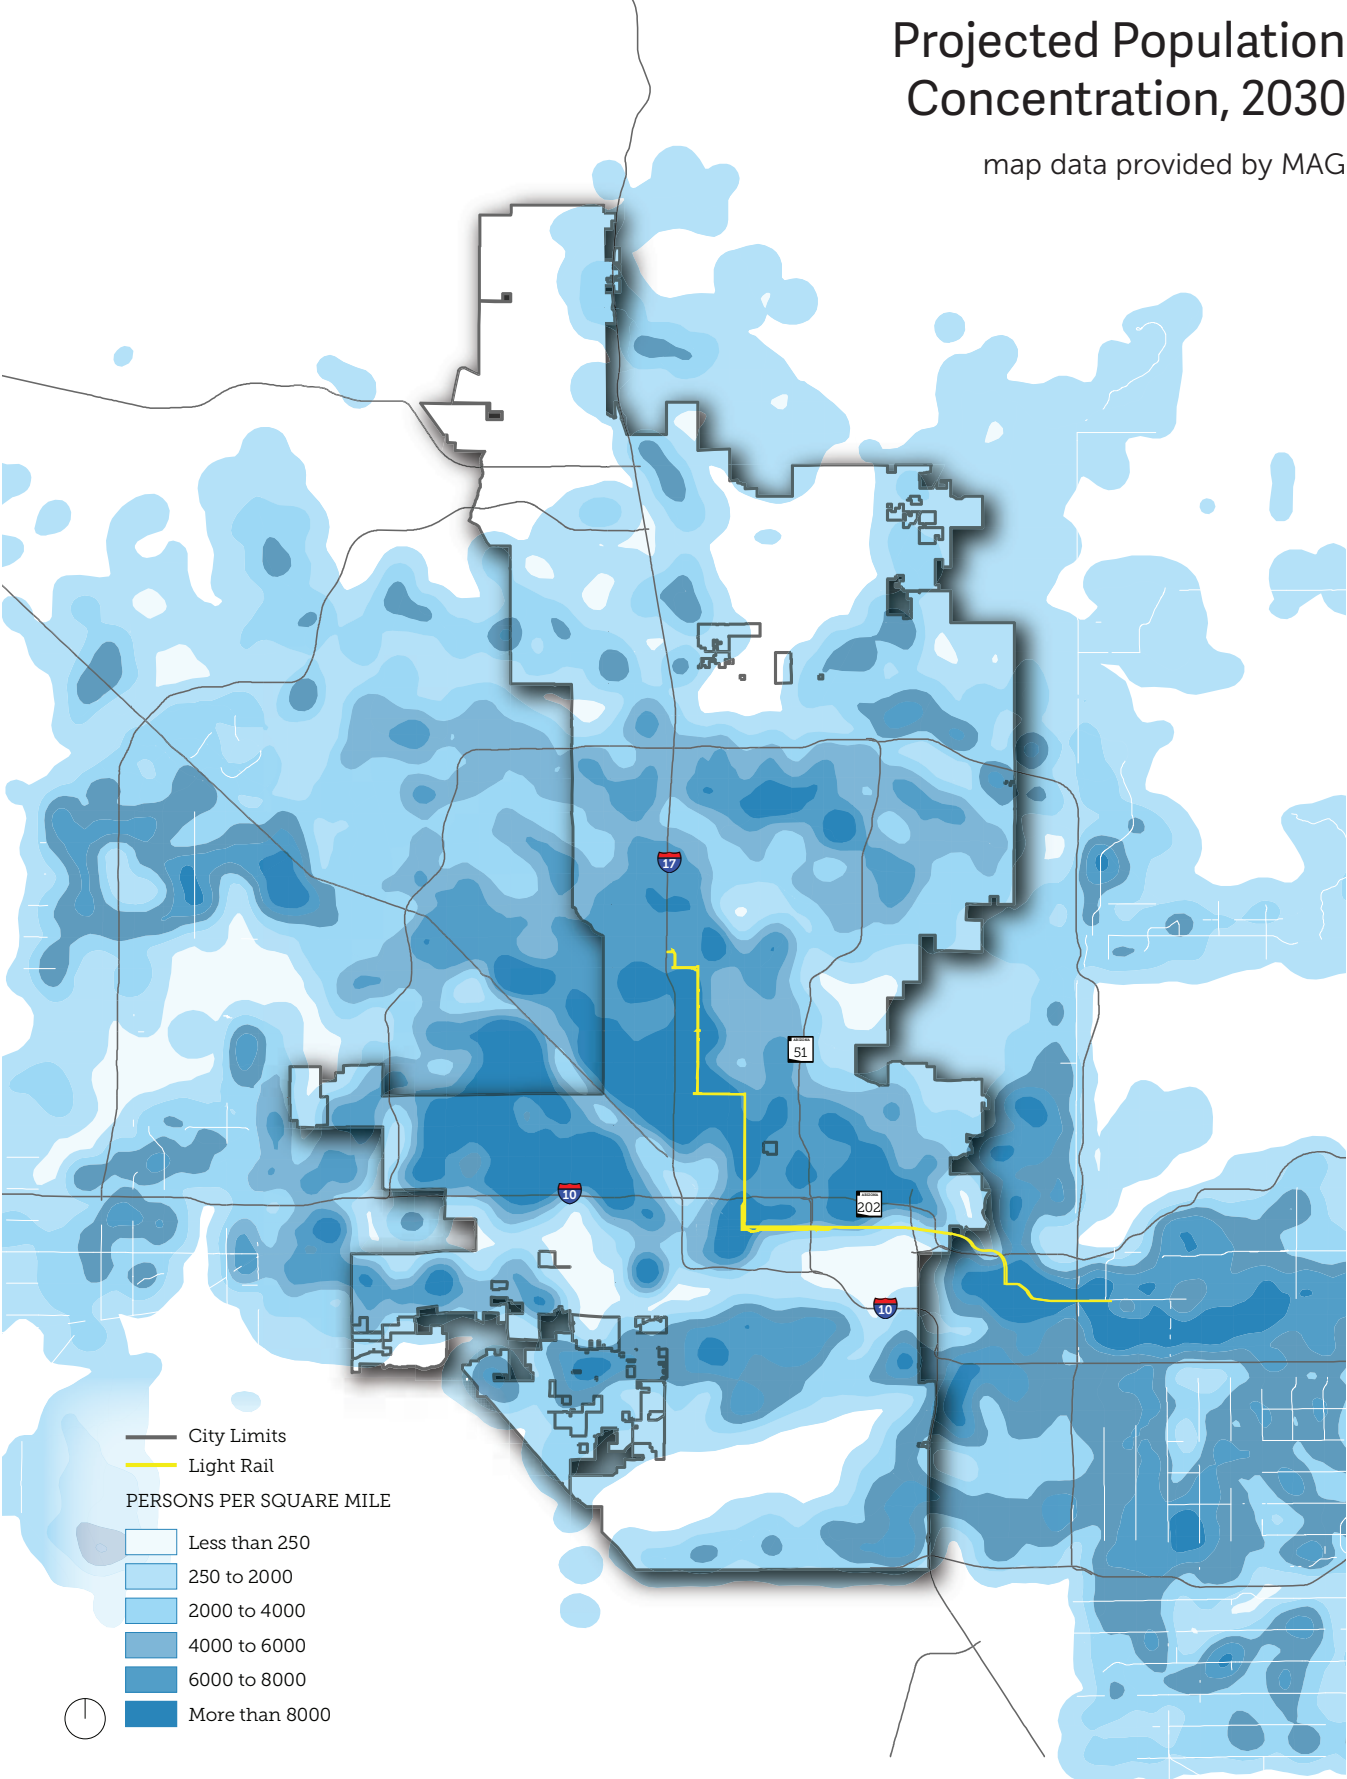 Projected Population
Concentration, 2030
map data provided by MAG
17
ARIZONA
51
10
ARIZONA
202
10
City Limits
Light Rail
PERSONS PER SQUARE MILE
Less than 250
250 to 2000
2000 to 4000
4000 to 6000
6000 to 8000
More than 8000